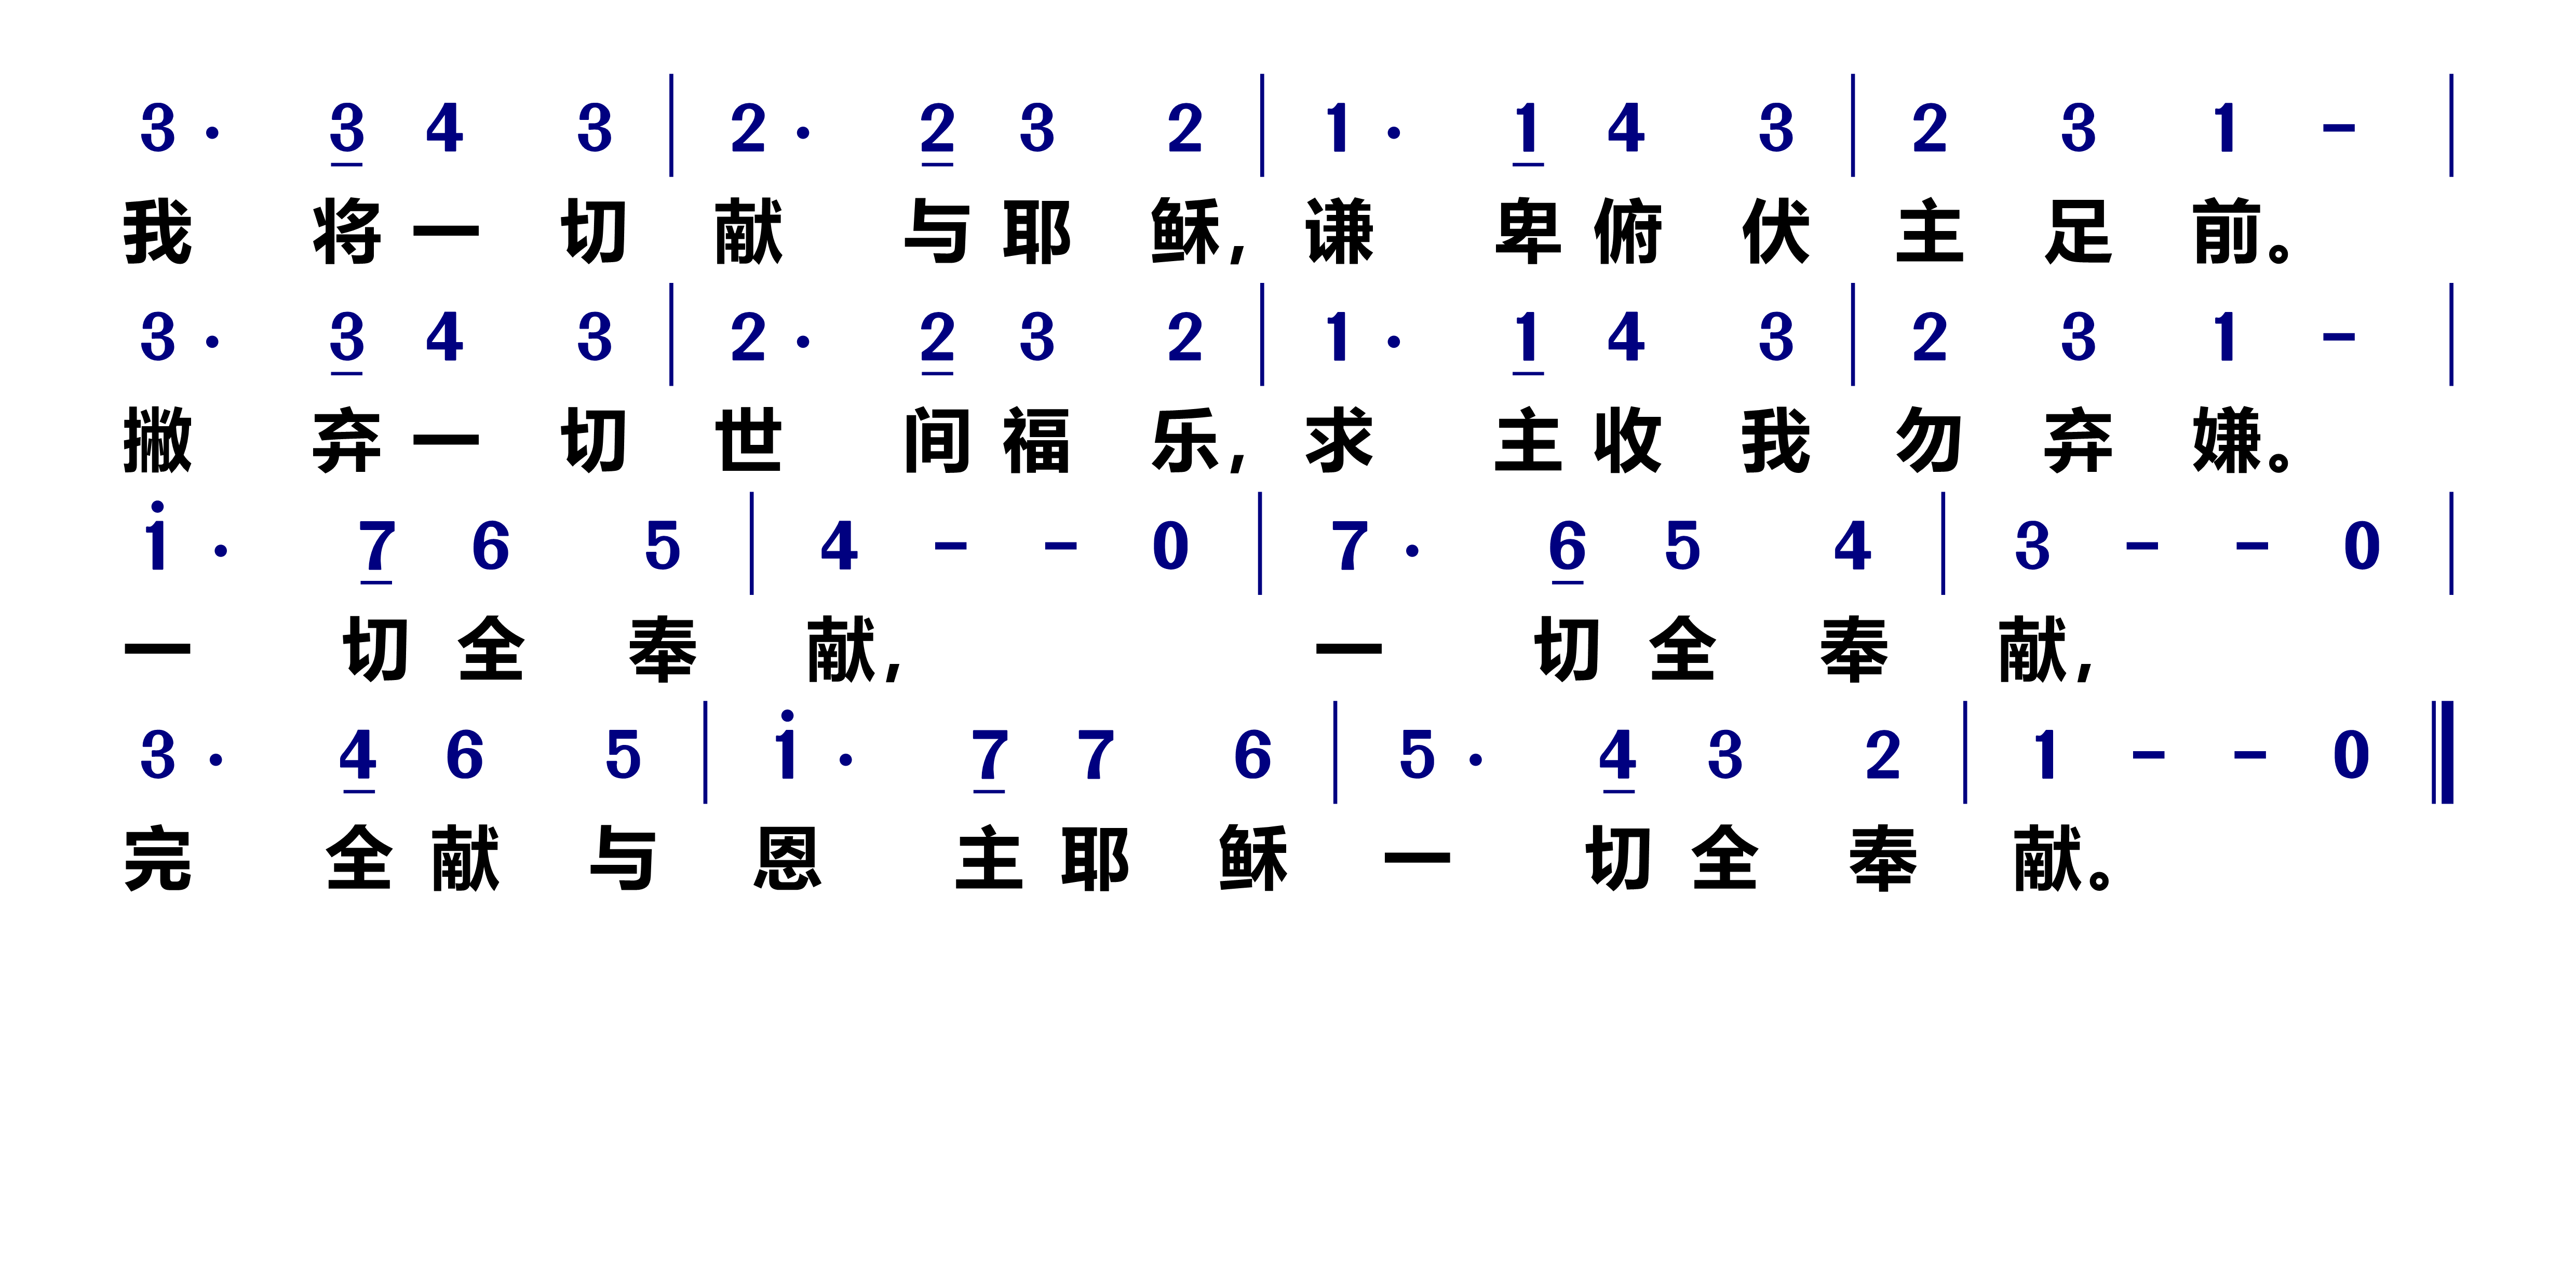 3 · 3 4 3 | 2 · 2 3 2 | 1 · 1 4 3 | 2 3 1 - |
我 将 一 切 献 与 耶 稣, 谦 卑 俯 伏 主 足 前。
3 · 3 4 3 | 2 · 2 3 2 | 1 · 1 4 3 | 2 3 1 - |
撇 弃 一 切 世 间 福 乐, 求 主 收 我 勿 弃 嫌。
i · 7 6 5 | 4 - - 0 | 7 · 6 5 4 | 3 - - 0 |
一 切 全 奉 献, 一 切 全 奉 献,
3 · 4 6 5 | i · 7 7 6 | 5 · 4 3 2 | 1 - - 0 ‖
完 全 献 与 恩 主 耶 稣 一 切 全 奉 献。